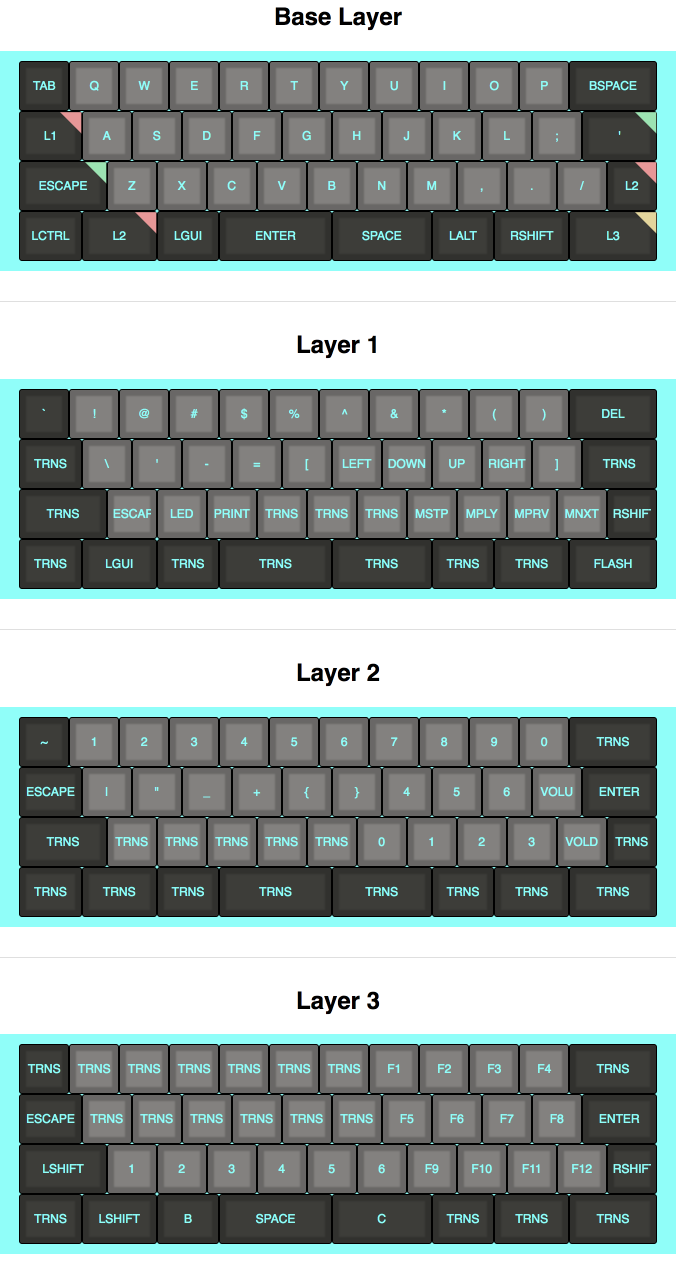 Base Layer
TAB Q W E R T Y U I O P BSPACE
L1 A S D F G H J K L ; '
ESCAPE Z X C V B N M , . / L2
LCTRL L2 LGUI ENTER SPACE LALT RSHIFT L3
Layer 1
` ! @ # $ % ^ & * ( ) DEL
TRNS \ ' - = [ LEFT DOWN UP RIGHT ] TRNS
TRNS ESCAP LED PRINT TRNS TRNS TRNS MSTP MPLY MPRV MNXT RSHIF
TRNS LGUI TRNS TRNS TRNS TRNS TRNS FLASH
Layer 2
~ 1 2 3 4 5 6 7 8 9 0 TRNS
ESCAPE | " _ + { } 4 5 6 VOLU ENTER
TRNS TRNS TRNS TRNS TRNS TRNS 0 1 2 3 VOLD TRNS
TRNS TRNS TRNS TRNS TRNS TRNS TRNS TRNS
Layer 3
TRNS TRNS TRNS TRNS TRNS TRNS TRNS F1 F2 F3 F4 TRNS
ESCAPE TRNS TRNS TRNS TRNS TRNS TRNS F5 F6 F7 F8 ENTER
LSHIFT 1 2 3 4 5 6 F9 F10 F11 F12 RSHIF
TRNS LSHIFT B SPACE C TRNS TRNS TRNS